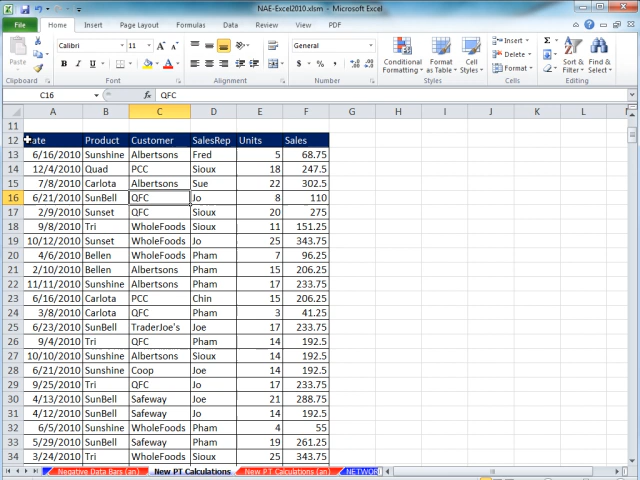 NAE-Excel2010.xlsm - Microsoft Excel
File Home Insert Page Layout Formulas Data Review View PDF
Calibri 11 General Conditional Formatting Format as Table Cell Styles Insert Delete Format Sort & Filter Find & Select
Paste B I U $ % ,
Clipboard Font Alignment Number Styles Cells Editing
C16 fx QFC
A B C D E F G H I J K L
11
12 Date Product Customer SalesRep Units Sales
13 6/16/2010 Sunshine Albertsons Fred 5 68.75
14 12/4/2010 Quad PCC Sioux 18 247.5
15 7/8/2010 Carlota Albertsons Sue 22 302.5
16 6/21/2010 SunBell QFC Jo 8 110
17 2/9/2010 Sunset QFC Sioux 20 275
18 9/8/2010 Tri WholeFoods Sioux 11 151.25
19 10/12/2010 Sunset WholeFoods Jo 25 343.75
20 4/6/2010 Bellen WholeFoods Pham 7 96.25
21 2/10/2010 Bellen Albertsons Pham 15 206.25
22 11/11/2010 Sunshine Albertsons Pham 17 233.75
23 6/16/2010 Carlota PCC Chin 15 206.25
24 3/8/2010 Carlota QFC Pham 3 41.25
25 6/23/2010 SunBell TraderJoe's Joe 17 233.75
26 9/4/2010 Tri QFC Pham 14 192.5
27 10/10/2010 Sunshine Albertsons Sioux 14 192.5
28 6/21/2010 Sunshine Coop Joe 14 192.5
29 9/25/2010 Tri QFC Jo 17 233.75
30 4/13/2010 SunBell Safeway Joe 21 288.75
31 4/12/2010 SunBell Safeway Jo 14 192.5
32 6/5/2010 Sunshine WholeFoods Pham 4 55
33 5/29/2010 SunBell Safeway Pham 19 261.25
34 3/24/2010 Tri WholeFoods Sioux 25 343.75
Negative Data Bars (an) New PT Calculations New PT Calculations (an) NETWOR